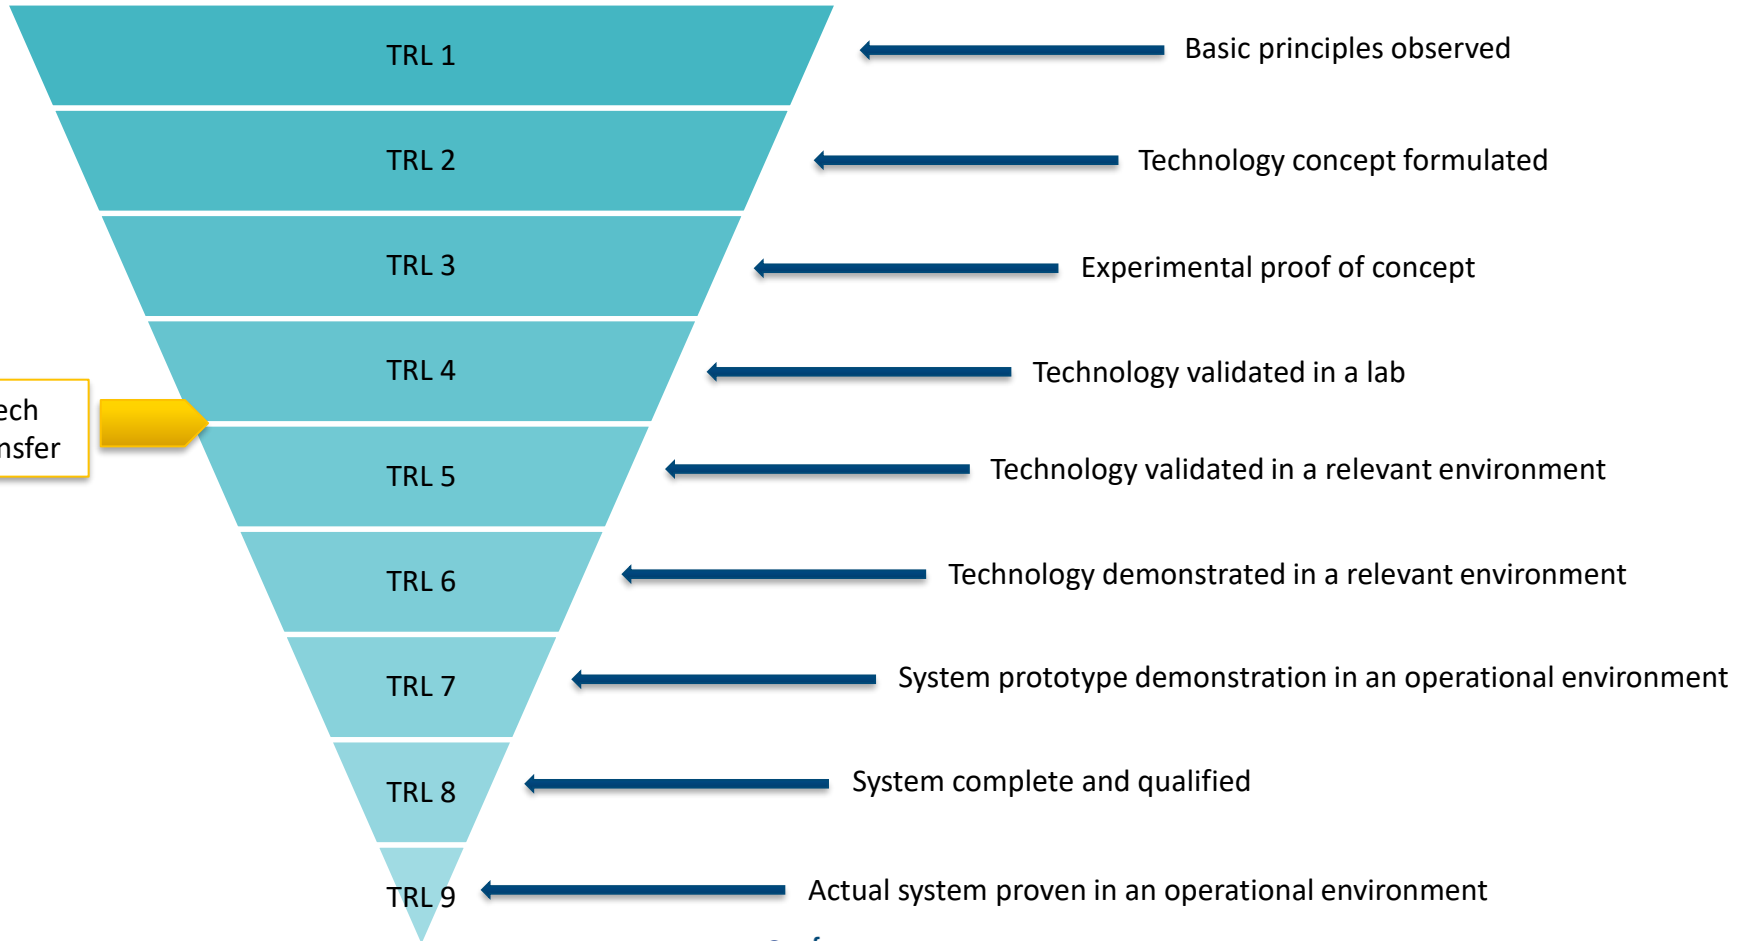 TRL 1
Basic principles observed
TRL 2
Technology concept formulated
TRL 3
Experimental proof of concept
TRL 4
Technology validated in a lab
ech
nsfer
TRL 5
Technology validated in a relevant environment
TRL 6
Technology demonstrated in a relevant environment
TRL 7
System prototype demonstration in an operational environment
TRL 8
System complete and qualified
TRL 9
Actual system proven in an operational environment